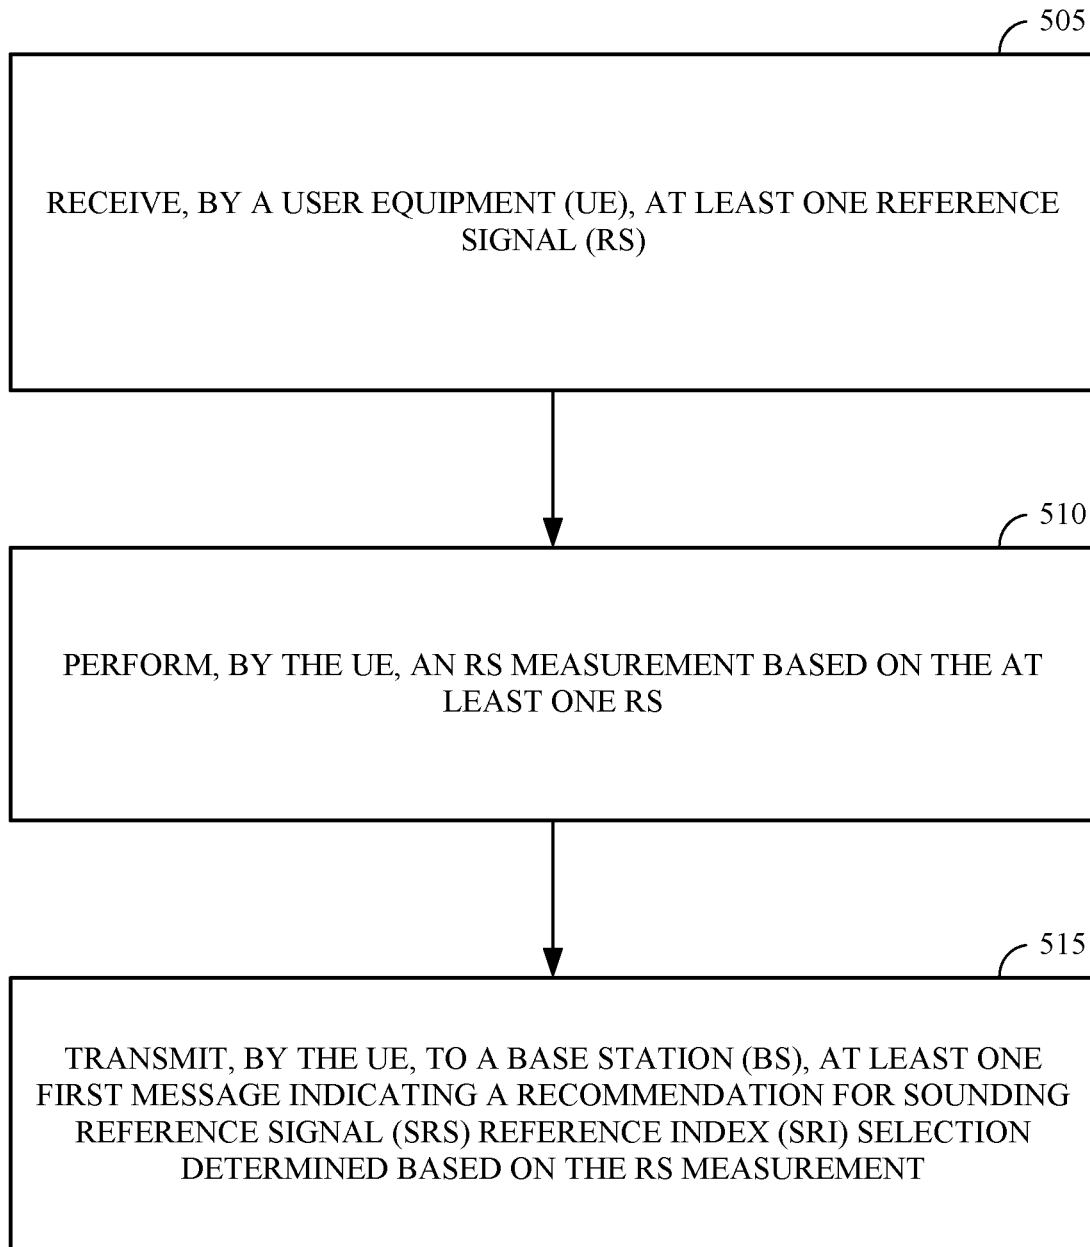 505
RECEIVE, BY A USER EQUIPMENT (UE), AT LEAST ONE REFERENCE
SIGNAL (RS)
510
PERFORM, BY THE UE, AN RS MEASUREMENT BASED ON THE AT
LEAST ONE RS
515
TRANSMIT, BY THE UE, TO A BASE STATION (BS), AT LEAST ONE
FIRST MESSAGE INDICATING A RECOMMENDATION FOR SOUNDING
REFERENCE SIGNAL (SRS) REFERENCE INDEX (SRI) SELECTION
DETERMINED BASED ON THE RS MEASUREMENT